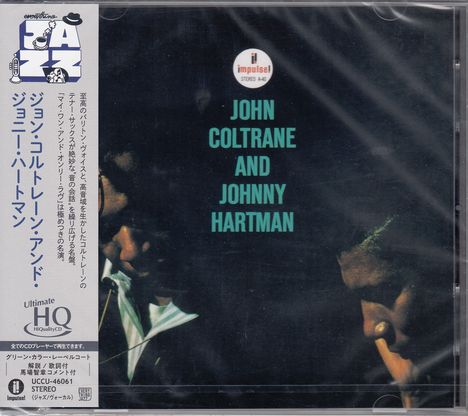 everything
JAZZ
ジョン・コルトレーン・アンド・
ジョニー・ハートマン
至高のバリトン・ヴォイスと、高音域を生かしたコルトレーンの
テナー・サックスが絶妙な“音の会話”を繰り広げる名盤。
「マイ・ワン・アンド・オンリー・ラヴ」は極めつきの名演。
Ultimate
HQ
HiQualityCD
全てのCDプレーヤーで再生できます。
グリーン・カラー・レーベルコート
解説/歌詞付
馬場智章コメント付
UCCU-46061
STEREO
(ジャズ/ヴォーカル)
impulse!
impulse!
STEREO A-40
JOHN
COLTRANE
AND
JOHNNY
HARTMAN